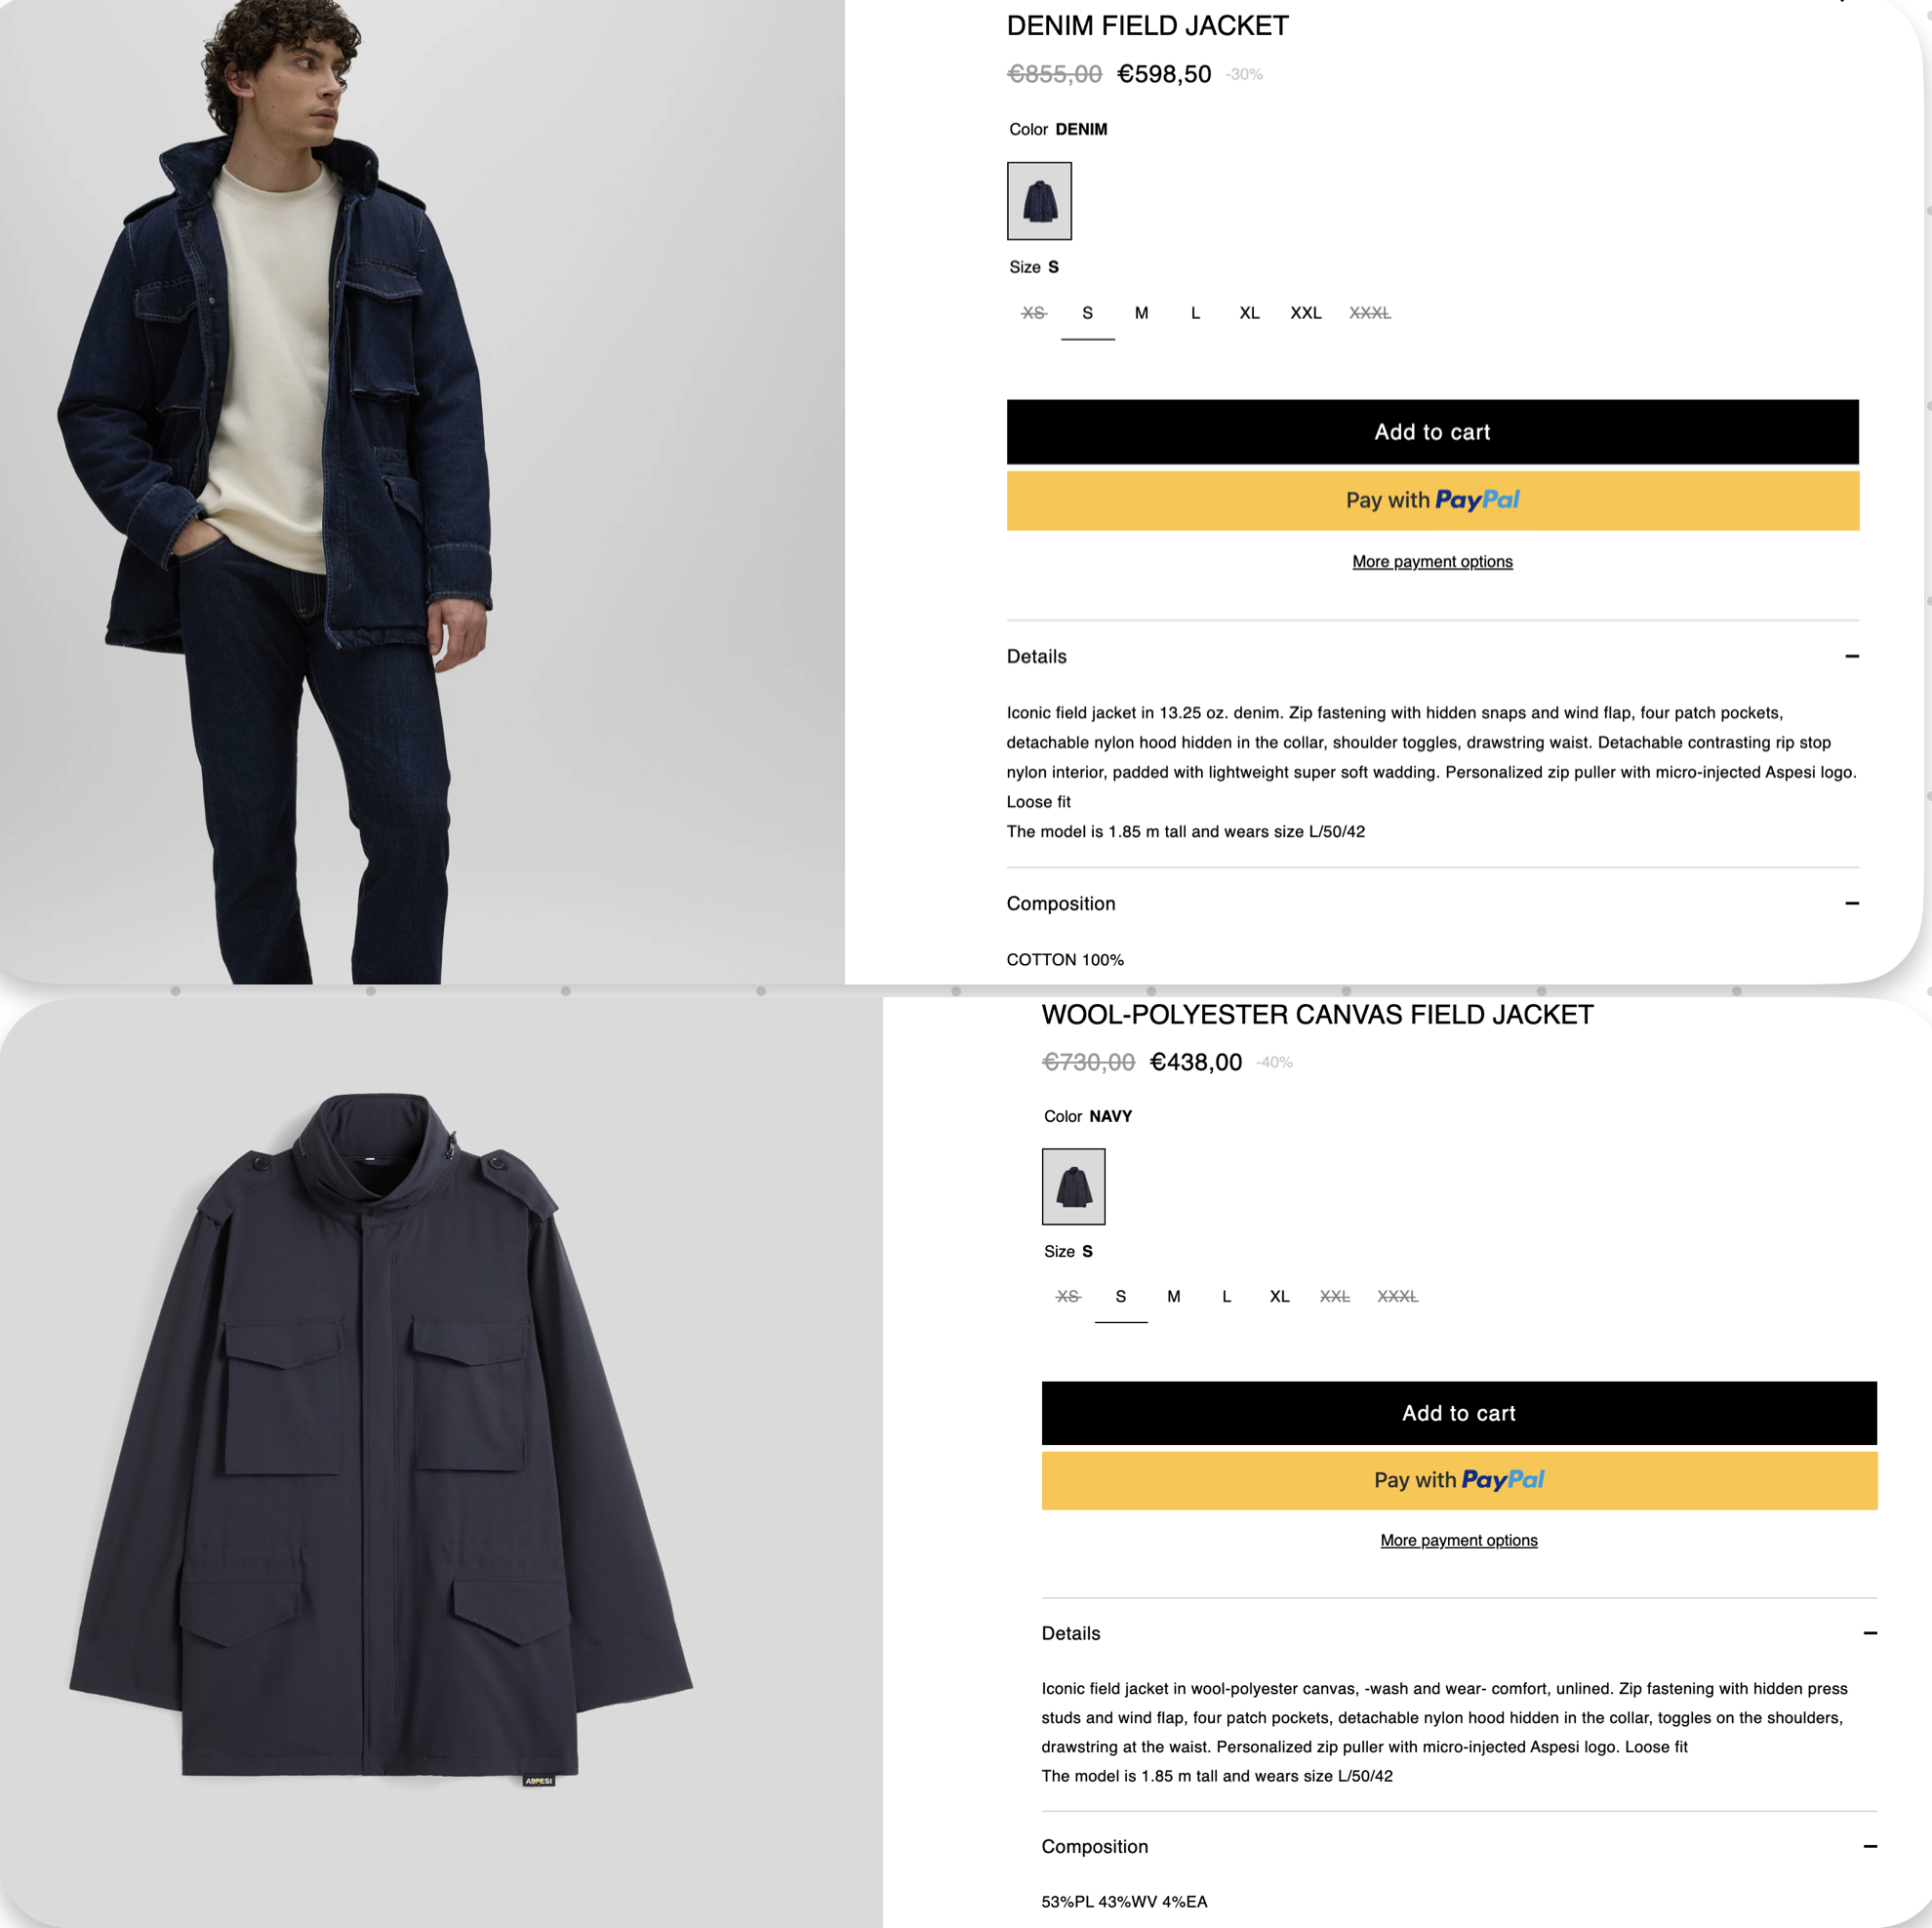 DENIM FIELD JACKET
€855,00 €598,50 -30%
Color DENIM
Size S
XS S M L XL XXL XXXL
Add to cart
Pay with PayPal
More payment options
Details
Iconic field jacket in 13.25 oz. denim. Zip fastening with hidden snaps and wind flap, four patch pockets,
detachable nylon hood hidden in the collar, shoulder toggles, drawstring waist. Detachable contrasting rip stop
nylon interior, padded with lightweight super soft wadding. Personalized zip puller with micro-injected Aspesi logo.
Loose fit
The model is 1.85 m tall and wears size L/50/42
Composition
COTTON 100%
WOOL-POLYESTER CANVAS FIELD JACKET
€730,00 €438,00 -40%
Color NAVY
Size S
XS S M L XL XXL XXXL
Add to cart
Pay with PayPal
More payment options
Details
Iconic field jacket in wool-polyester canvas, -wash and wear- comfort, unlined. Zip fastening with hidden press
studs and wind flap, four patch pockets, detachable nylon hood hidden in the collar, toggles on the shoulders,
drawstring at the waist. Personalized zip puller with micro-injected Aspesi logo. Loose fit
The model is 1.85 m tall and wears size L/50/42
Composition
53%PL 43%WV 4%EA
ASPESI